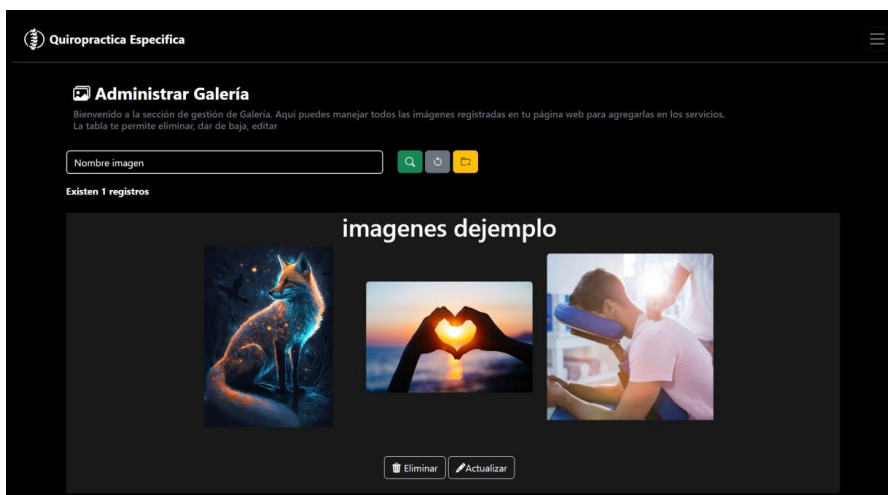 Quiropractica Especifica
Administrar Galería
Bienvenido a la sección de gestión de Galería. Aquí puedes manejar todos las imágenes registradas en tu página web para agregarlas en los servicios.
La tabla te permite eliminar, dar de baja, editar
Nombre imagen
Existen 1 registros
imagenes dejemplo
Eliminar
Actualizar